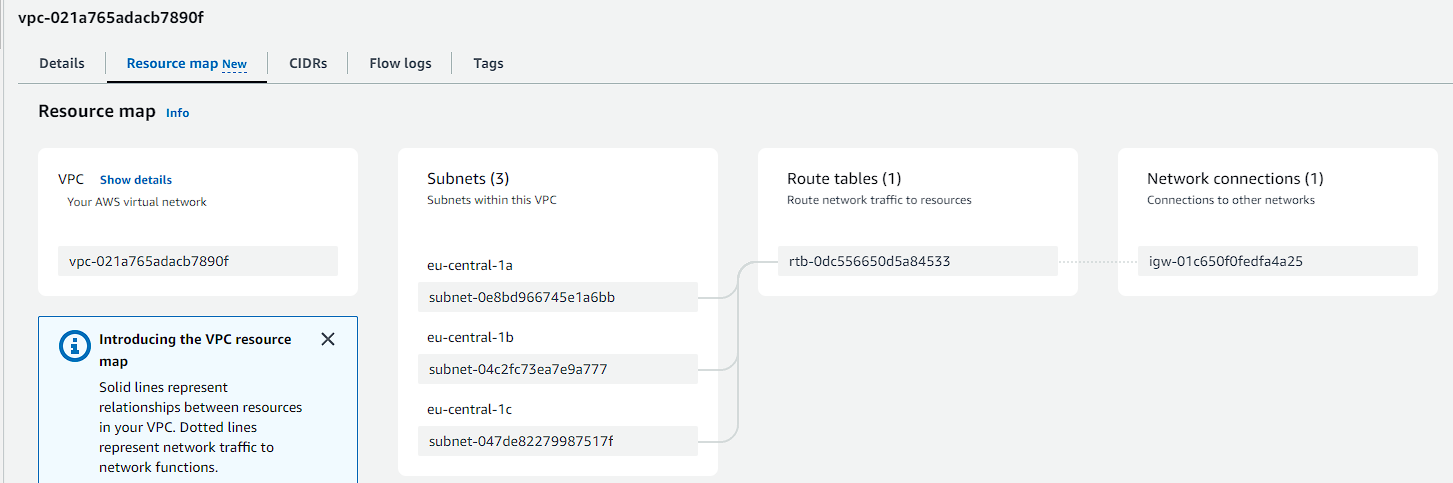 vpc-021a765adacb7890f
Details
Resource map New
CIDRs
Flow logs
Tags
Resource map Info
VPC Show details
Your AWS virtual network
vpc-021a765adacb7890f
Introducing the VPC resource
map
Solid lines represent
relationships between resources
in your VPC. Dotted lines
represent network traffic to
network functions.
Subnets (3)
Subnets within this VPC
eu-central-1a
subnet-0e8bd966745e1a6bb
eu-central-1b
subnet-04c2fc73ea7e9a777
eu-central-1c
subnet-047de82279987517f
Route tables (1)
Route network traffic to resources
rtb-0dc556650d5a84533
Network connections (1)
Connections to other networks
igw-01c650f0fedfa4a25